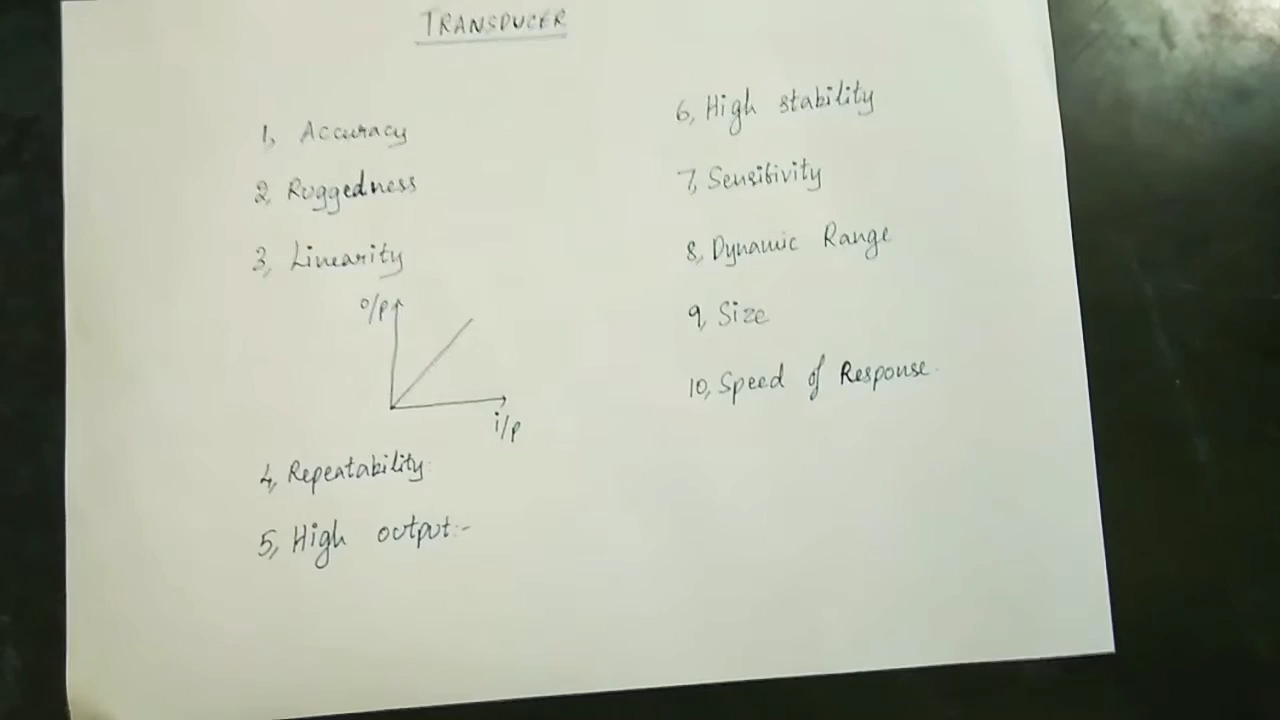 TRANSDUCER
1, Accuracy
2, Ruggedness
3, Linearity
o/p
i/p
4, Repeatability
5, High output:-
6, High stability
7, Sensitivity
8, Dynamic Range
9, Size
10, Speed of Response.